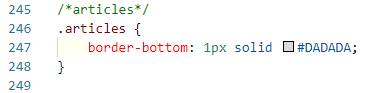 245 /*articles*/
246 .articles {
247     border-bottom: 1px solid #DADADA;
248 }
249